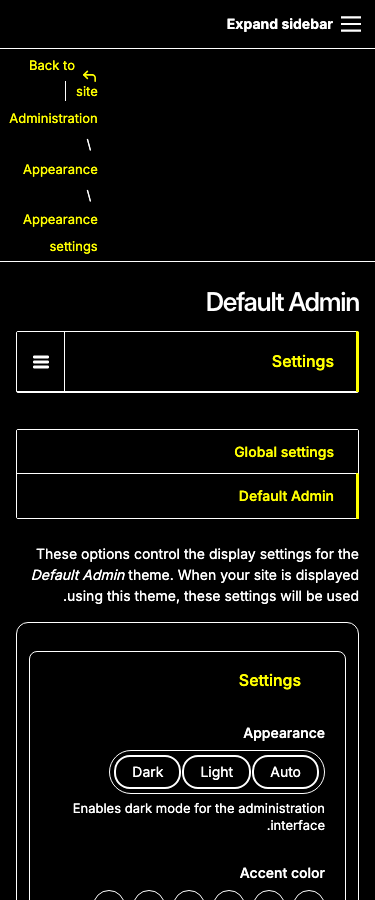 Expand sidebar
Back to
site
Administration
\
Appearance
\
Appearance
settings
Default Admin
Settings
Global settings
Default Admin
These options control the display settings for the
Default Admin theme. When your site is displayed
.using this theme, these settings will be used
Settings
Appearance
Dark Light Auto
Enables dark mode for the administration
.interface
Accent color